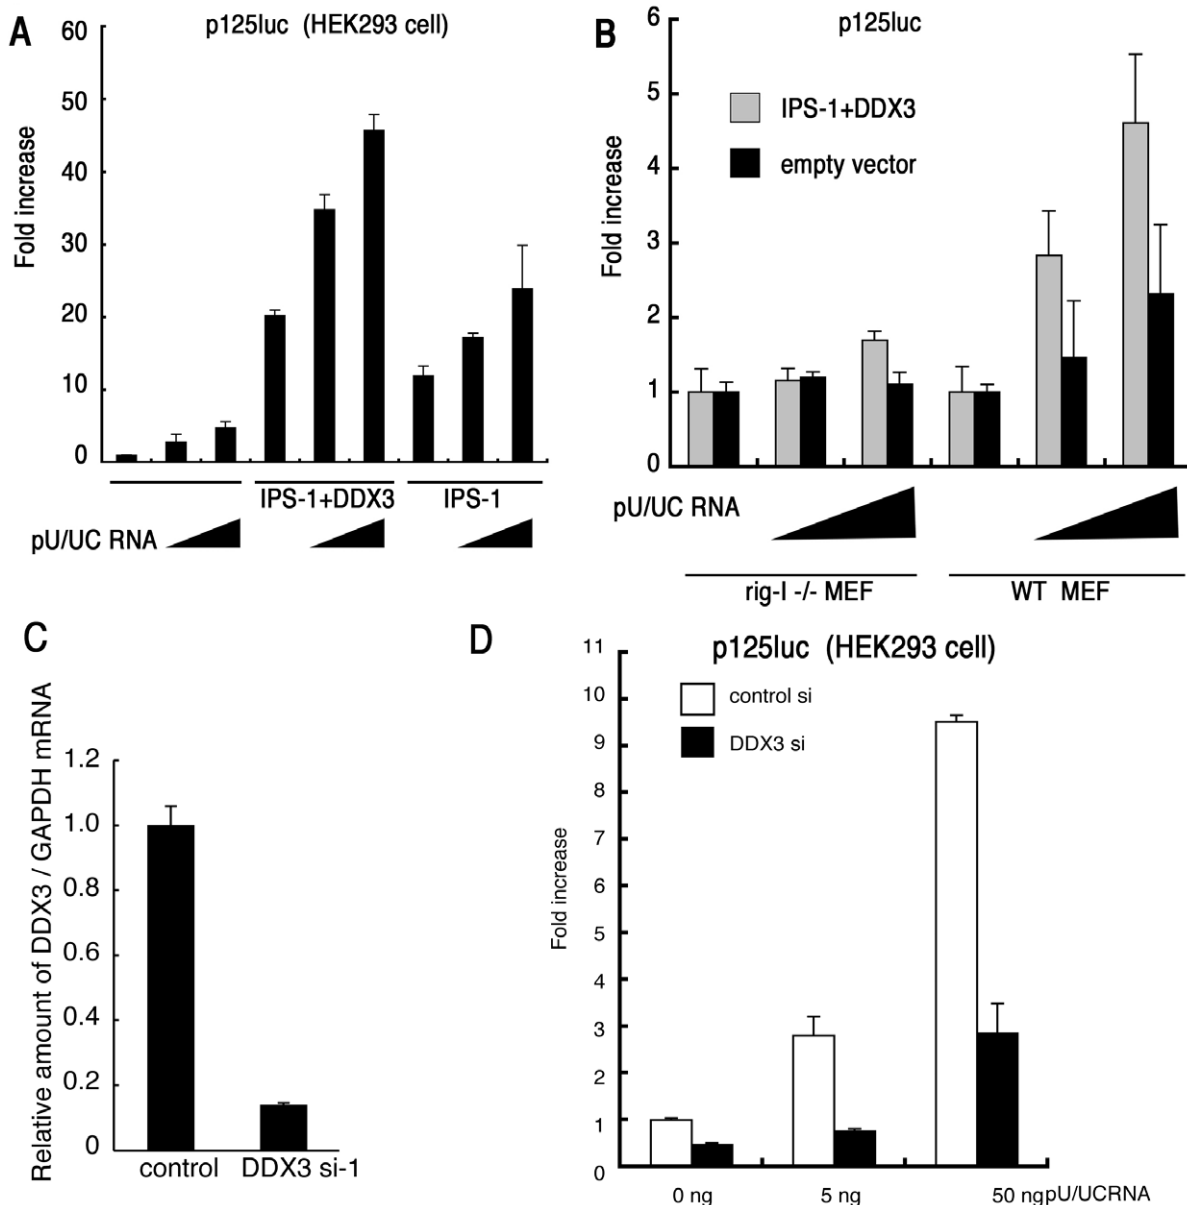 A
p125luc (HEK293 cell)
Fold increase
60
50
40
30
20
10
0
IPS-1+DDX3
IPS-1
pU/UC RNA
B
p125luc
Fold increase
6
5
4
3
2
1
0
IPS-1+DDX3
empty vector
pU/UC RNA
rig-I -/- MEF
WT MEF
C
Relative amount of DDX3 / GAPDH mRNA
1.2
1.0
0.8
0.6
0.4
0.2
0
control
DDX3 si-1
D
p125luc (HEK293 cell)
Fold increase
11
10
9
8
7
6
5
4
3
2
1
0
control si
DDX3 si
0 ng
5 ng
50 ngpU/UCRNA